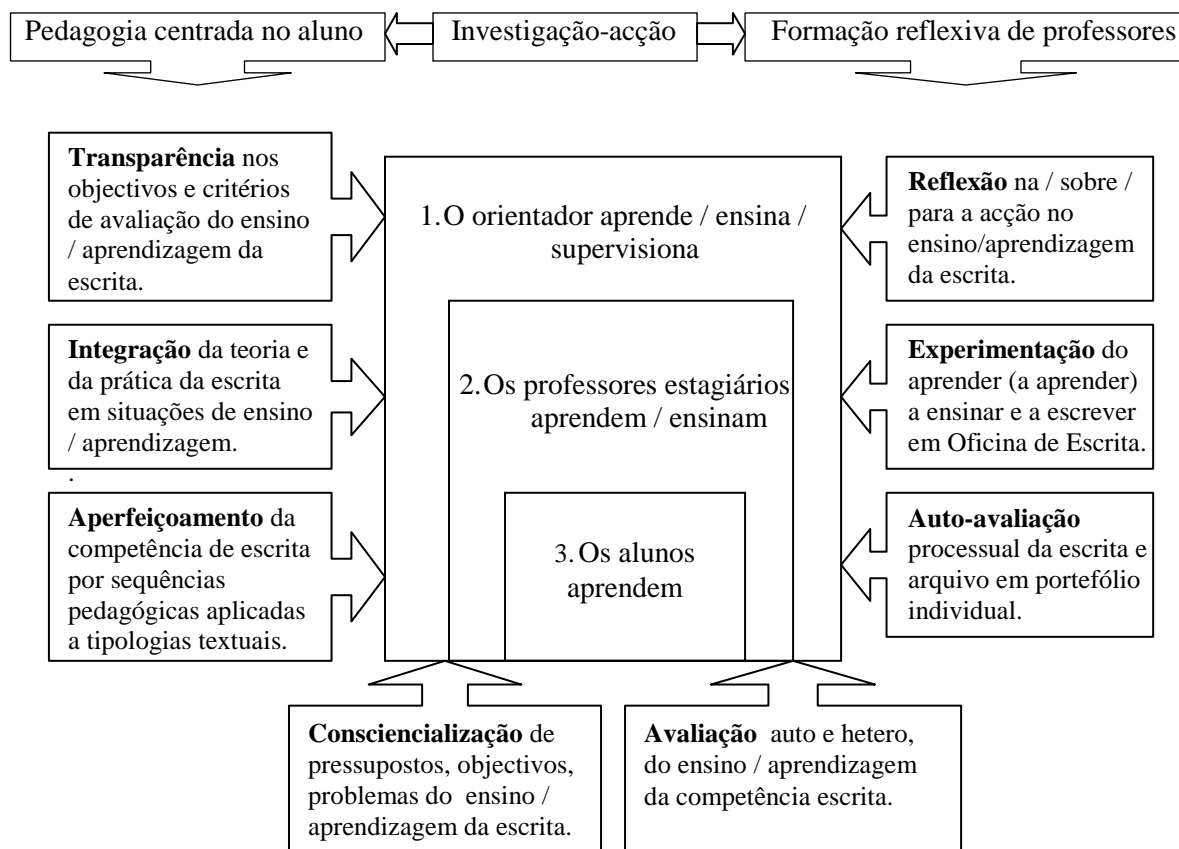 Pedagogia centrada no aluno
Investigação-acção
Formação reflexiva de professores
Transparência nos
objectivos e critérios
de avaliação do ensino
/ aprendizagem da
escrita.
Integração da teoria e
da prática da escrita
em situações de ensino
/ aprendizagem.
.
Aperfeiçoamento da
competência de escrita
por sequências
pedagógicas aplicadas
a tipologias textuais.
1.O orientador aprende / ensina /
supervisiona
2.Os professores estagiários
aprendem / ensinam
3. Os alunos
aprendem
Reflexão na / sobre /
para a acção no
ensino/aprendizagem
da escrita.
Experimentação do
aprender (a aprender)
a ensinar e a escrever
em Oficina de Escrita.
Auto-avaliação
processual da escrita e
arquivo em portefólio
individual.
Consciencialização de
pressupostos, objectivos,
problemas do ensino /
aprendizagem da escrita.
Avaliação auto e hetero,
do ensino / aprendizagem
da competência escrita.